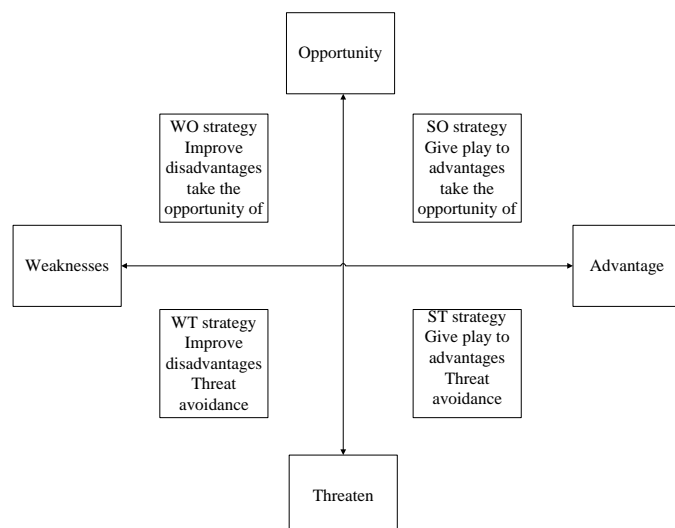 Opportunity
WO strategy
Improve
disadvantages
take the
opportunity of
SO strategy
Give play to
advantages
take the
opportunity of
Weaknesses
Advantage
WT strategy
Improve
disadvantages
Threat
avoidance
ST strategy
Give play to
advantages
Threat
avoidance
Threaten